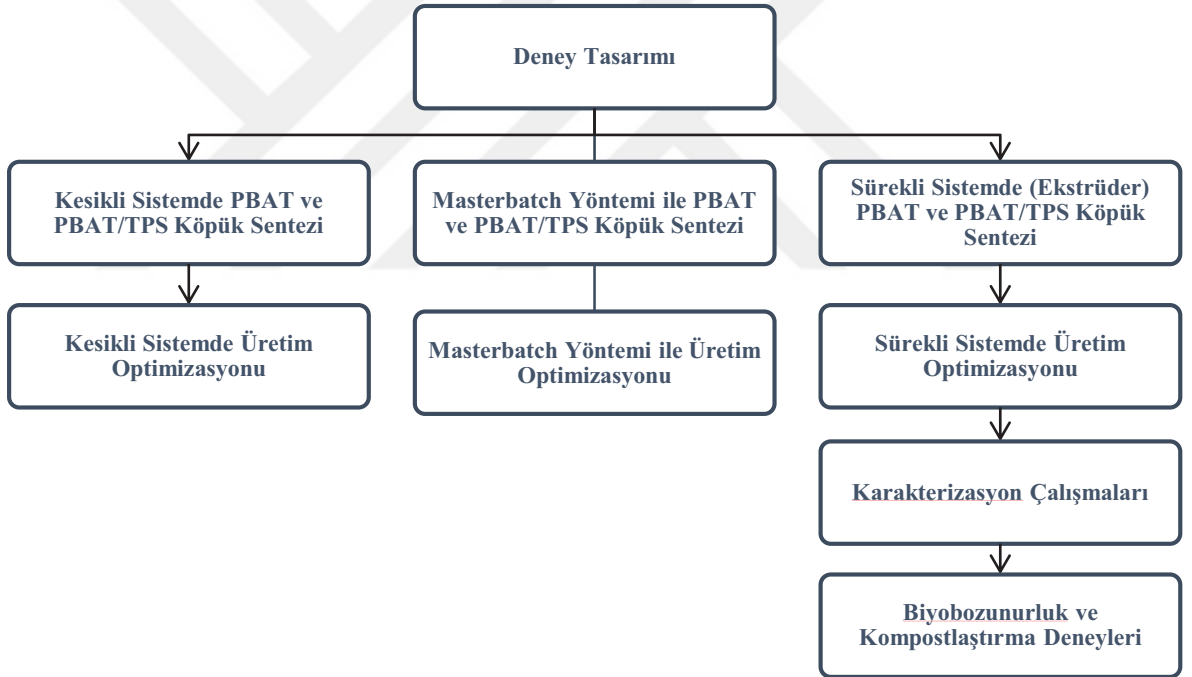 Deney Tasarımı
Kesikli Sistemde PBAT ve
PBAT/TPS Köpük Sentezi
Masterbatch Yöntemi ile PBAT
ve PBAT/TPS Köpük Sentezi
Sürekli Sistemde (Ekstrüder)
PBAT ve PBAT/TPS Köpük
Sentezi
Kesikli Sistemde Üretim
Optimizasyonu
Masterbatch Yöntemi ile Üretim
Optimizasyonu
Sürekli Sistemde Üretim
Optimizasyonu
Karakterizasyon Çalışmaları
Biyobozunurluk ve
Kompostlaştırma Deneyleri